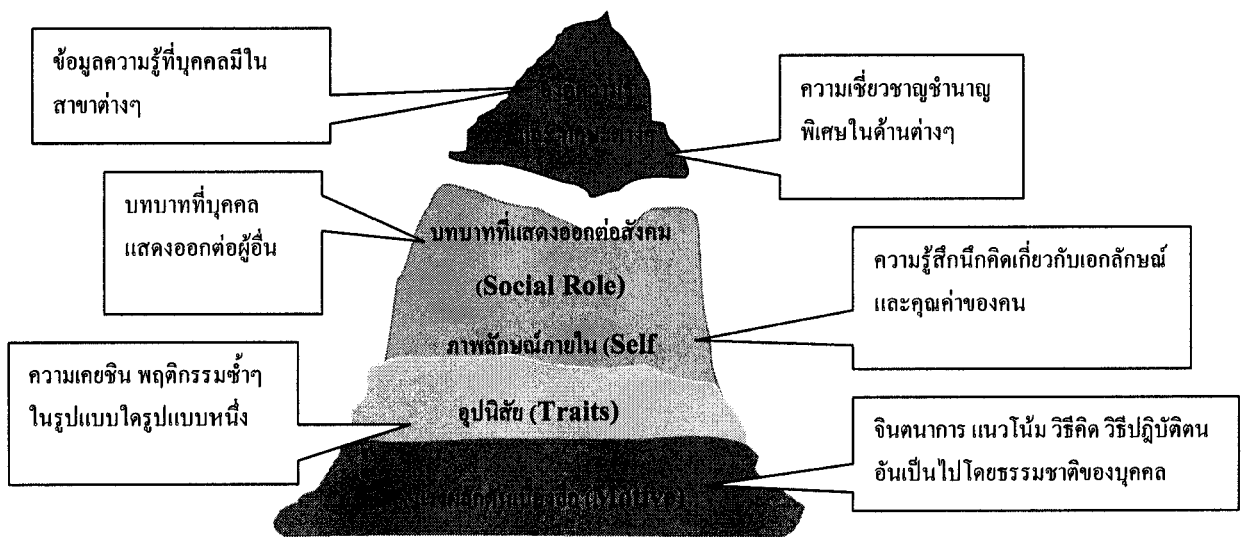 ข้อมูลความรู้ที่บุคคลมีใน
สาขาต่างๆ
ความเชี่ยวชาญชำนาญ
พิเศษในด้านต่างๆ
บทบาทที่บุคคล
แสดงออกต่อผู้อื่น
บทบาทที่แสดงออกต่อสังคม
(Social Role)
ความรู้สึกนึกคิดเกี่ยวกับเอกลักษณ์
และคุณค่าของคน
ภาพลักษณ์ภายใน (Self
ความเคยชิน พฤติกรรมซ้ำๆ
ในรูปแบบใดรูปแบบหนึ่ง
อุปนิสัย (Traits)
จินตนาการ แนวโน้ม วิธีคิด วิธีปฏิบัติตน
อันเป็นไปโดยธรรมชาติของบุคคล
(Motive)